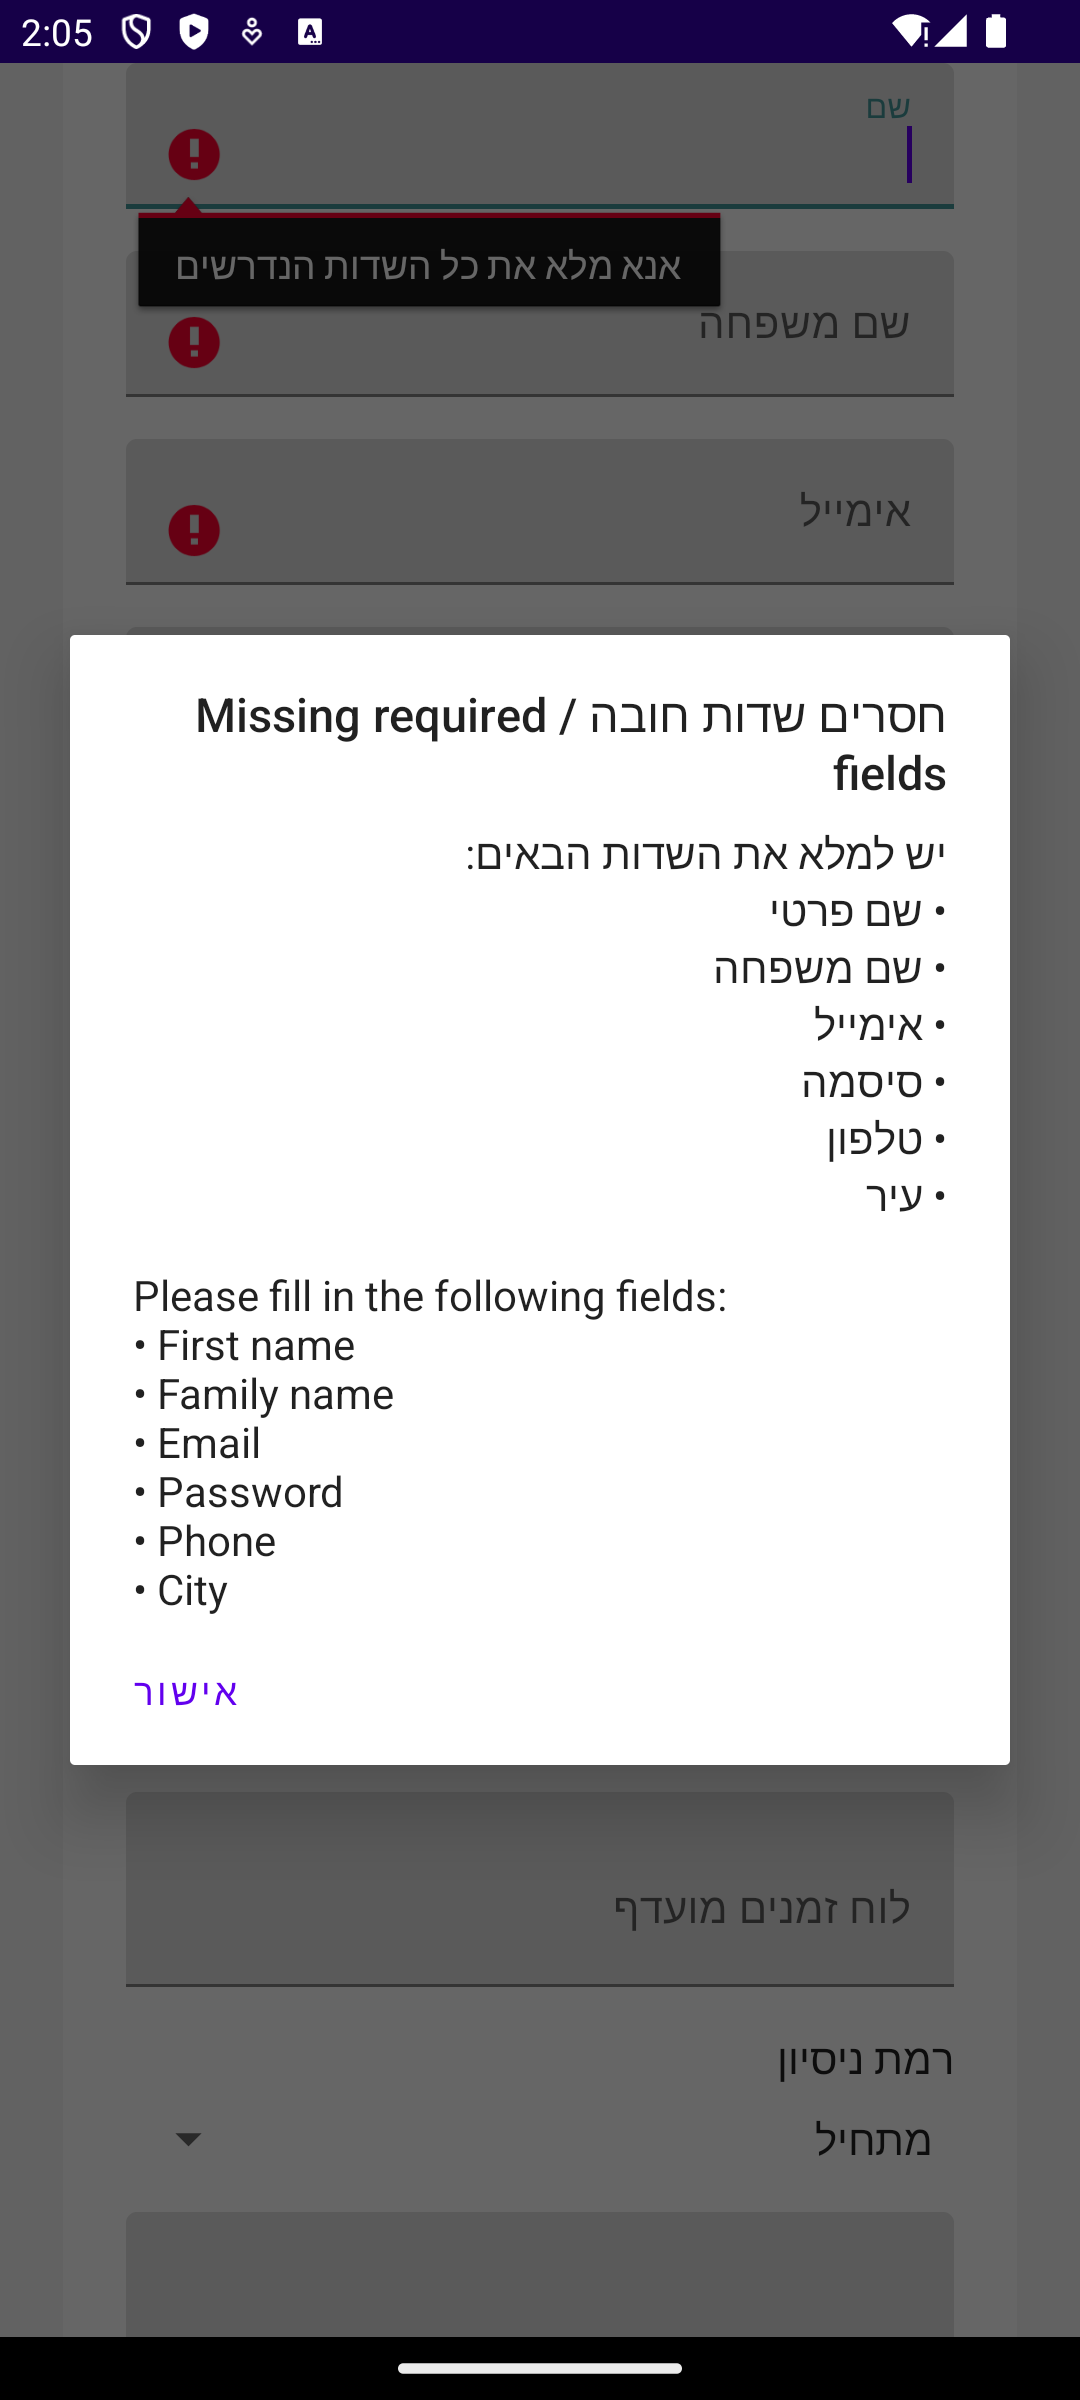 2:05
שם
אנא מלא את כל השדות הנדרשים
שם משפחה
אימייל
חסרים שדות חובה / Missing required
fields
יש למלא את השדות הבאים:
• שם פרטי
• שם משפחה
• אימייל
• סיסמה
• טלפון
• עיר
Please fill in the following fields:
• First name
• Family name
• Email
• Password
• Phone
• City
אישור
לוח זמנים מועדף
רמת ניסיון
מתחיל